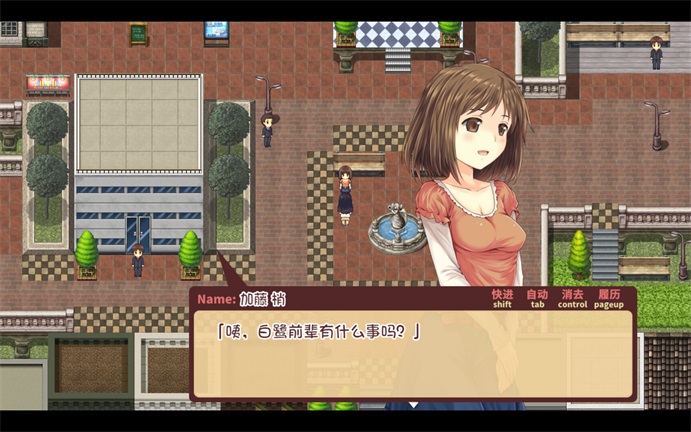 Name: 加藤 梢
快进 自动 消去 履历
shift tab control pageup
「咦，白鹭前辈有什么事吗？」